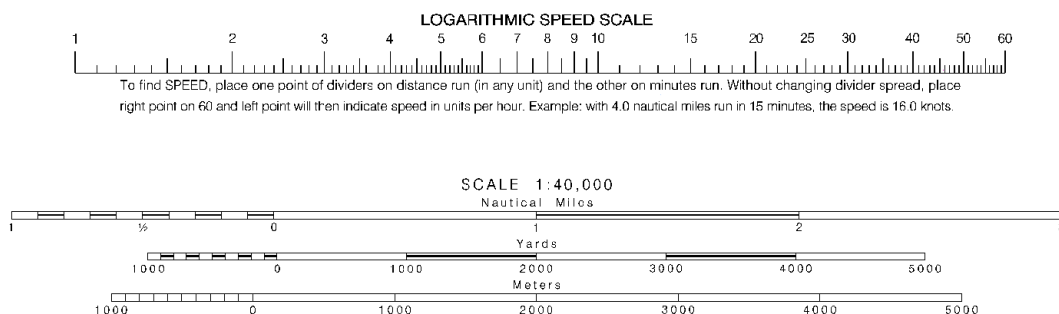 LOGARITHMIC SPEED SCALE
1 2 3 4 5 6 7 8 9 10 15 20 25 30 40 50 60
To find SPEED, place one point of dividers on distance run (in any unit) and the other on minutes run. Without changing divider spread, place
right point on 60 and left point will then indicate speed in units per hour. Example: with 4.0 nautical miles run in 15 minutes, the speed is 16.0 knots.
SCALE 1:40,000
Nautical Miles
1 ½ 0 1 2
Yards
1000 0 1000 2000 3000 4000 5000
Meters
1000 0 1000 2000 3000 4000 5000